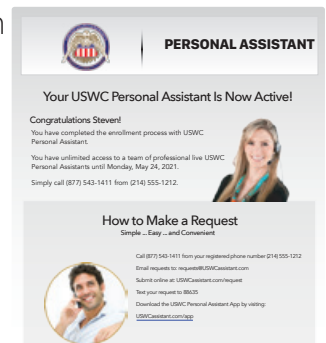 PERSONAL ASSISTANT
Your USWC Personal Assistant Is Now Active!
Congratulations Steven!
You have completed the enrollment process with USWC
Personal Assistant.
You have unlimited access to a team of professional live USWC
Personal Assistants until Monday, May 24, 2021.
Simply call (877) 543-1411 from (214) 555-1212.
How to Make a Request
Simple ... Easy ... and Convenient
Call (877) 543-1411 from your registered phone number (214) 555-1212
Email requests to: requests@USWCassistant.com
Submit online at: USWCassistant.com/request
Text your request to 88635
Download the USWC Personal Assistant App by visiting:
USWCassistant.com/app